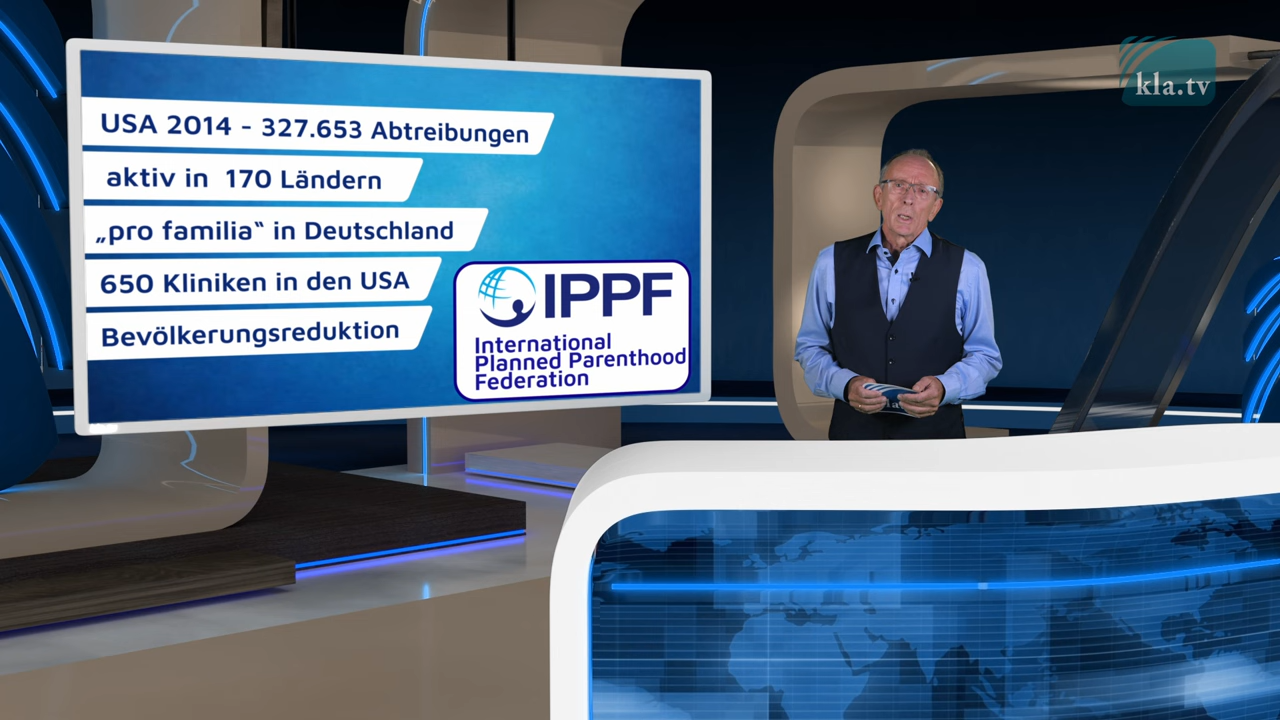 USA 2014 - 327.653 Abtreibungen
aktiv in 170 Ländern
„pro familia“ in Deutschland
650 Kliniken in den USA
Bevölkerungsreduktion
IPPF
International
Planned Parenthood
Federation
kla.tv